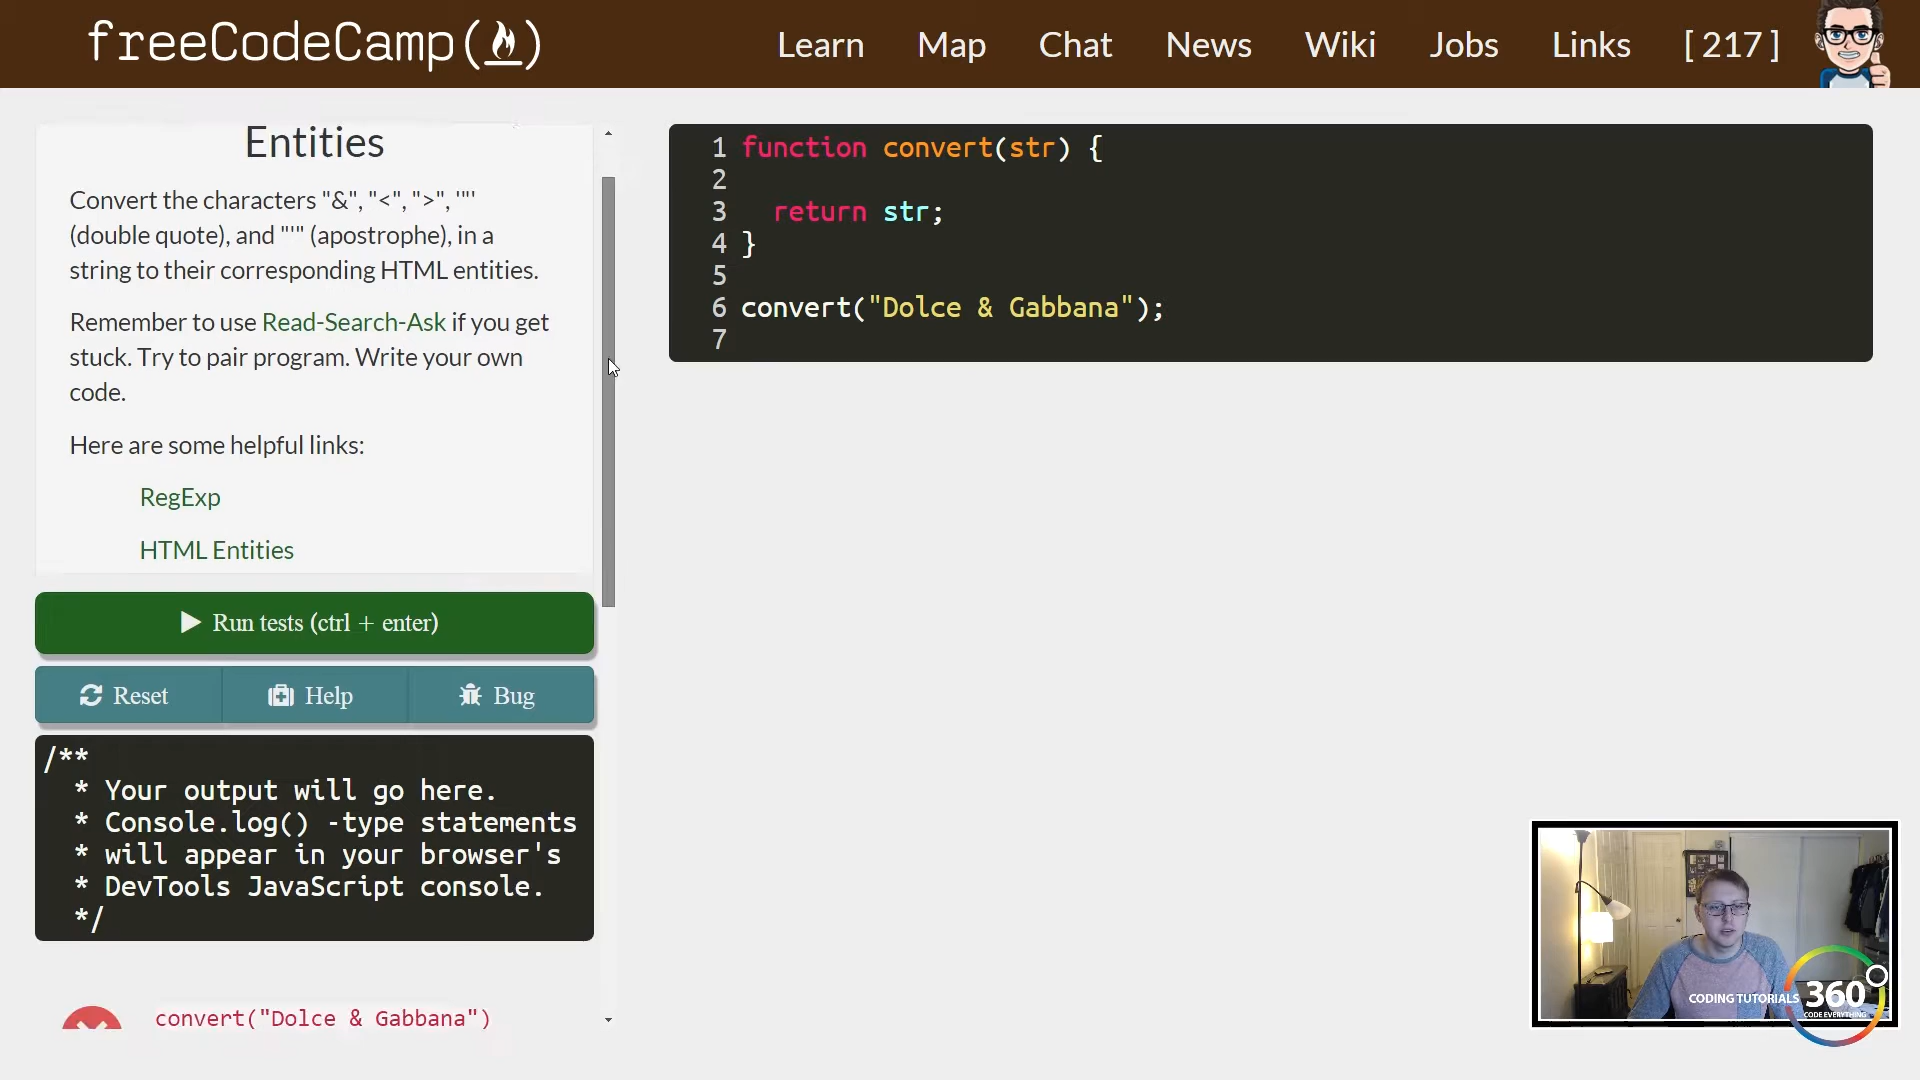 freeCodeCamp( )
Learn Map Chat News Wiki Jobs Links [ 217 ]
Entities
Convert the characters "&", "<", ">", '"'
(double quote), and "'" (apostrophe), in a
string to their corresponding HTML entities.
Remember to use Read-Search-Ask if you get
stuck. Try to pair program. Write your own
code.
Here are some helpful links:
RegExp
HTML Entities
Run tests (ctrl + enter)
Reset Help Bug
/**
* Your output will go here.
* Console.log() -type statements
* will appear in your browser's
* DevTools JavaScript console.
*/
convert("Dolce & Gabbana")
1 function convert(str) {
2
3 return str;
4 }
5
6 convert("Dolce & Gabbana");
7
CODING TUTORIALS 360
CODE EVERYTHING